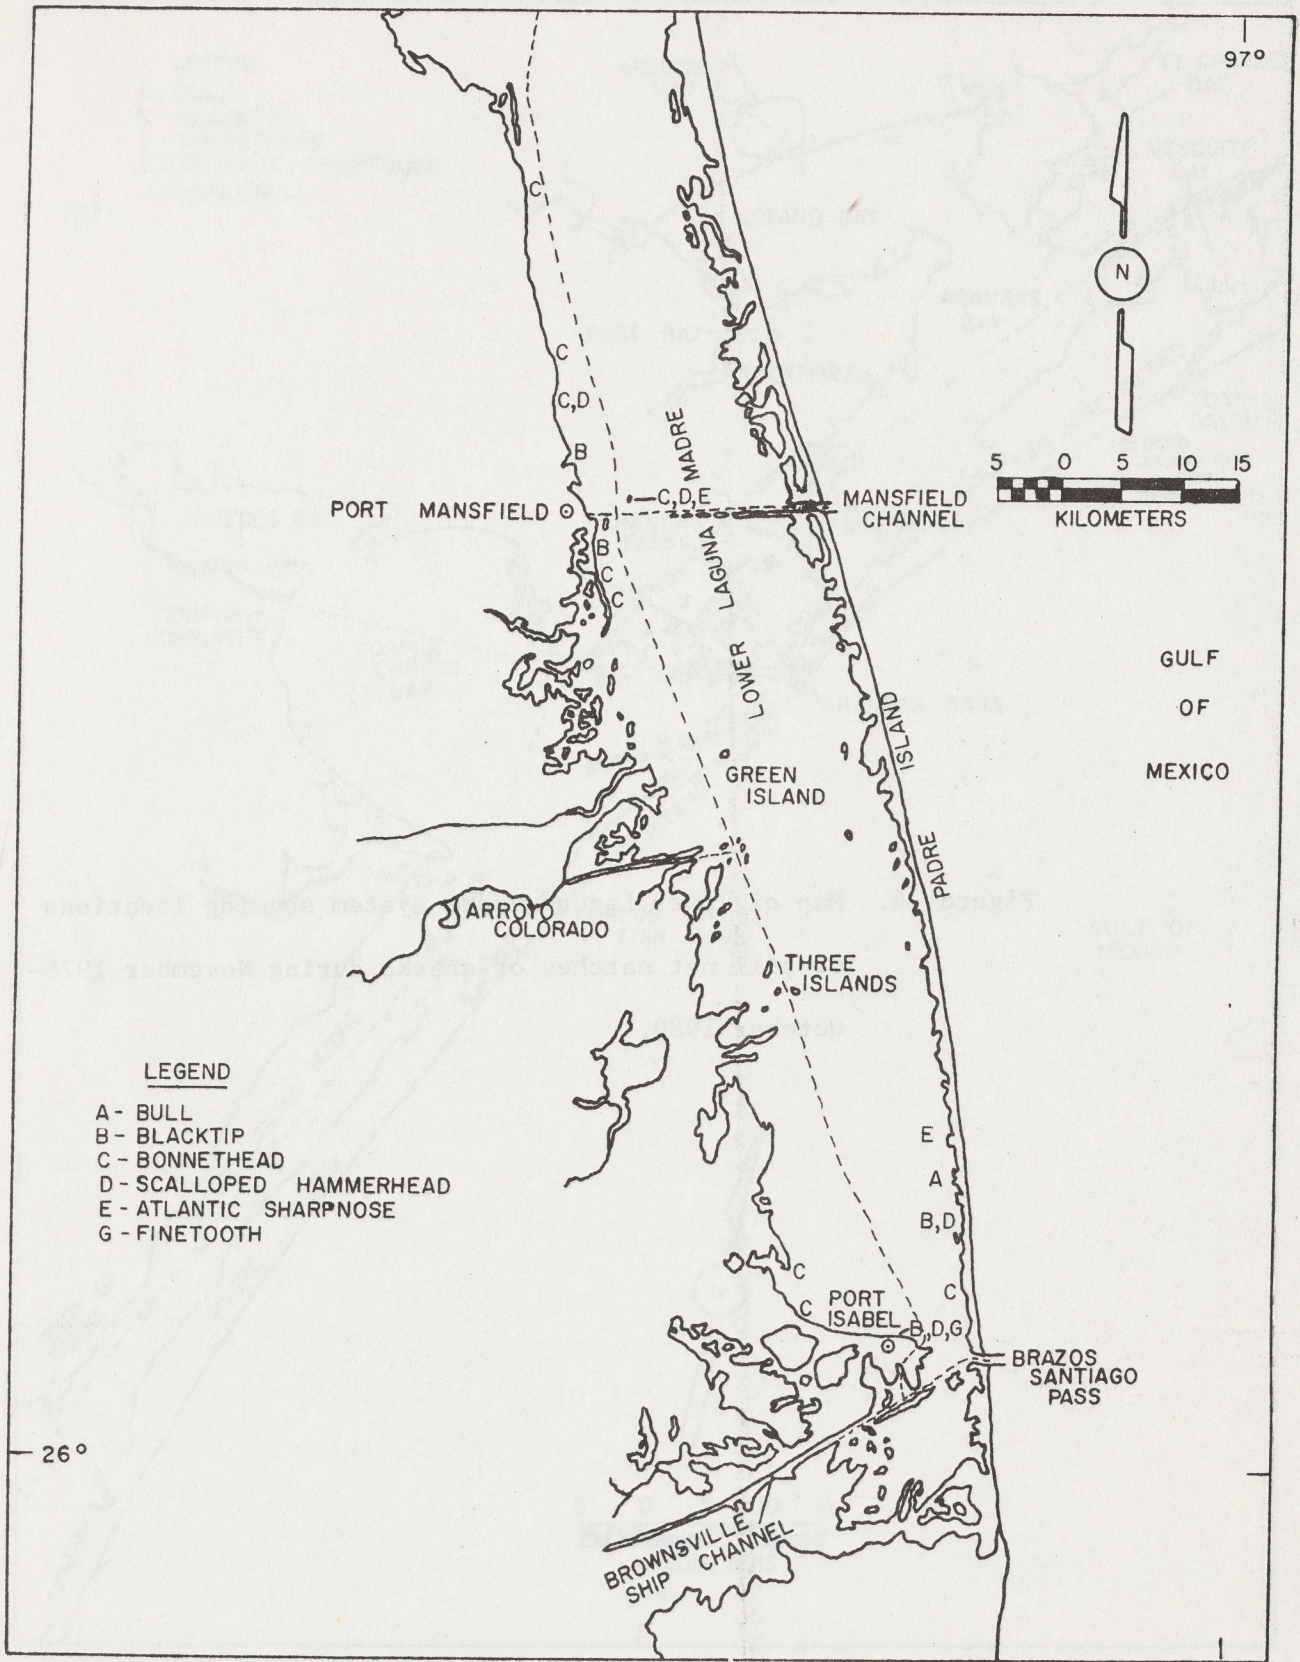 97°
N
C
C
C,D
B
5 0 5 10 15
KILOMETERS
PORT MANSFIELD
C,D,E
MANSFIELD
CHANNEL
B
C
C
LOWER LAGUNA MADRE
GULF
OF
MEXICO
GREEN
ISLAND
PADRE ISLAND
ARROYO
COLORADO
THREE
ISLANDS
LEGEND
A - BULL
B - BLACKTIP
C - BONNETHEAD
D - SCALLOPED HAMMERHEAD
E - ATLANTIC SHARPNOSE
G - FINETOOTH
E
A
B,D
C
C
C
PORT
ISABEL
B,D,G
BRAZOS
SANTIAGO
PASS
26°
BROWNSVILLE
SHIP CHANNEL